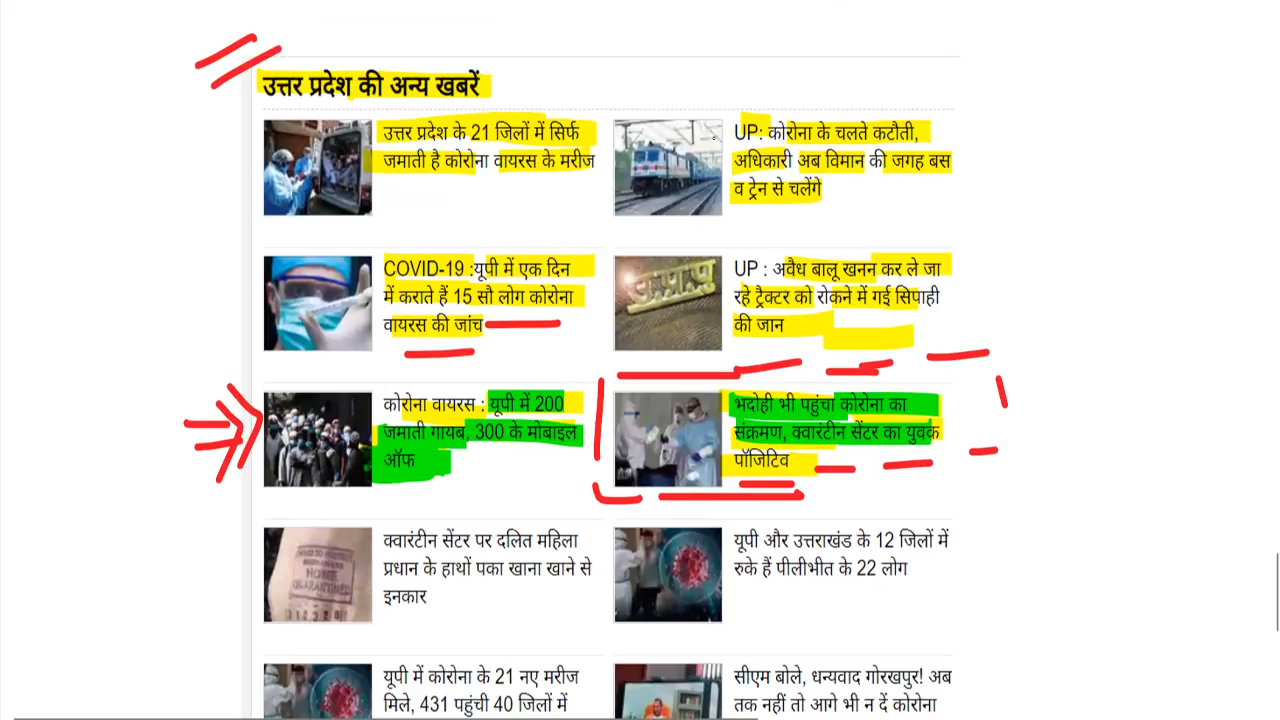 उत्तर प्रदेश की अन्य खबरें
उत्तर प्रदेश के 21 जिलों में सिर्फ
जमाती है कोरोना वायरस के मरीज
UP: कोरोना के चलते कटौती,
अधिकारी अब विमान की जगह बस
व ट्रेन से चलेंगे
COVID-19 :यूपी में एक दिन
में कराते हैं 15 सौ लोग कोरोना
वायरस की जांच
UP : अवैध बालू खनन कर ले जा
रहे ट्रैक्टर को रोकने में गई सिपाही
की जान
उ.प्र.पु
कोरोना वायरस : यूपी में 200
जमाती गायब, 300 के मोबाइल
ऑफ
भदोही भी पहुंचा कोरोना का
संक्रमण, क्वारंटीन सेंटर का युवक
पॉजिटिव
क्वारंटीन सेंटर पर दलित महिला
प्रधान के हाथों पका खाना खाने से
इनकार
HOME
QUARANTINED
यूपी और उत्तराखंड के 12 जिलों में
रुके हैं पीलीभीत के 22 लोग
यूपी में कोरोना के 21 नए मरीज
मिले, 431 पहुंची 40 जिलों में
सीएम बोले, धन्यवाद गोरखपुर! अब
तक नहीं तो आगे भी न दें कोरोना